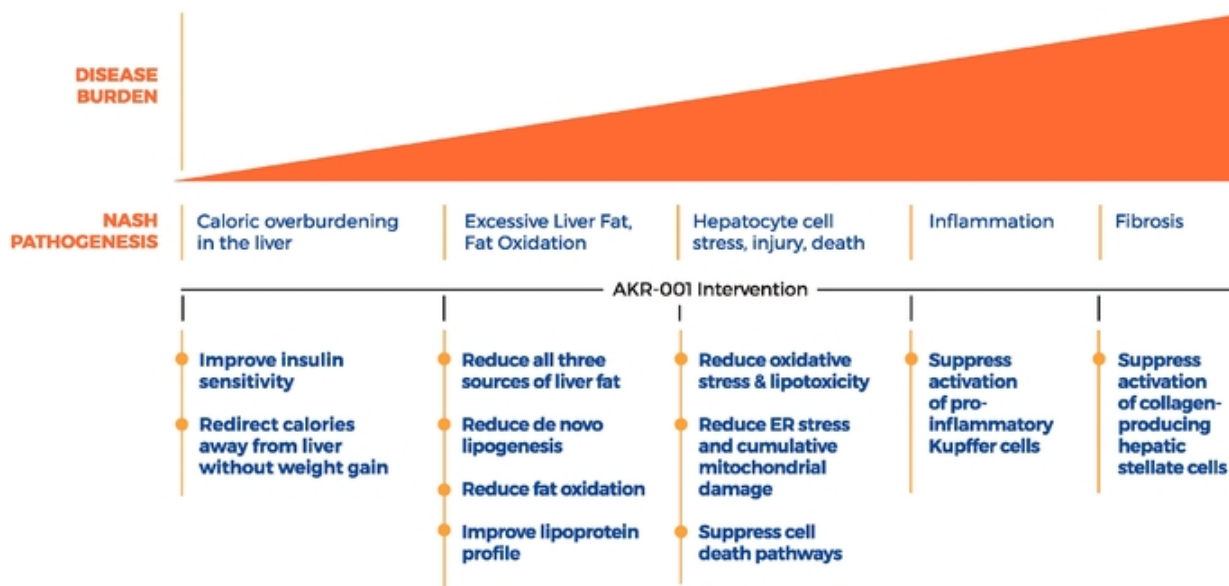 DISEASE
BURDEN
NASH
PATHOGENESIS
Caloric overburdening
in the liver
Excessive Liver Fat,
Fat Oxidation
Hepatocyte cell
stress, injury, death
Inflammation
Fibrosis
AKR-001 Intervention
Improve insulin
sensitivity
Redirect calories
away from liver
without weight gain
Reduce all three
sources of liver fat
Reduce de novo
lipogenesis
Reduce fat oxidation
Improve lipoprotein
profile
Reduce oxidative
stress & lipotoxicity
Reduce ER stress
and cumulative
mitochondrial
damage
Suppress cell
death pathways
Suppress
activation
of pro-
inflammatory
Kupffer cells
Suppress
activation
of collagen-
producing
hepatic
stellate cells